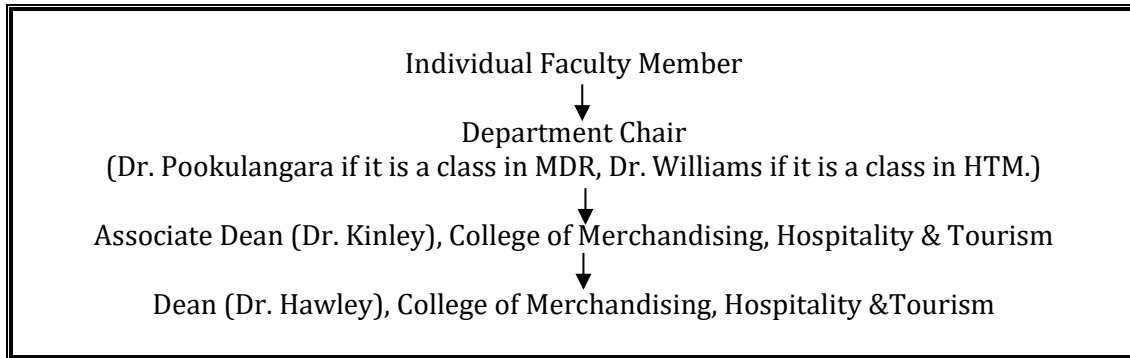 Individual Faculty Member
Department Chair
(Dr. Pookulangara if it is a class in MDR, Dr. Williams if it is a class in HTM.)
Associate Dean (Dr. Kinley), College of Merchandising, Hospitality & Tourism
Dean (Dr. Hawley), College of Merchandising, Hospitality &Tourism